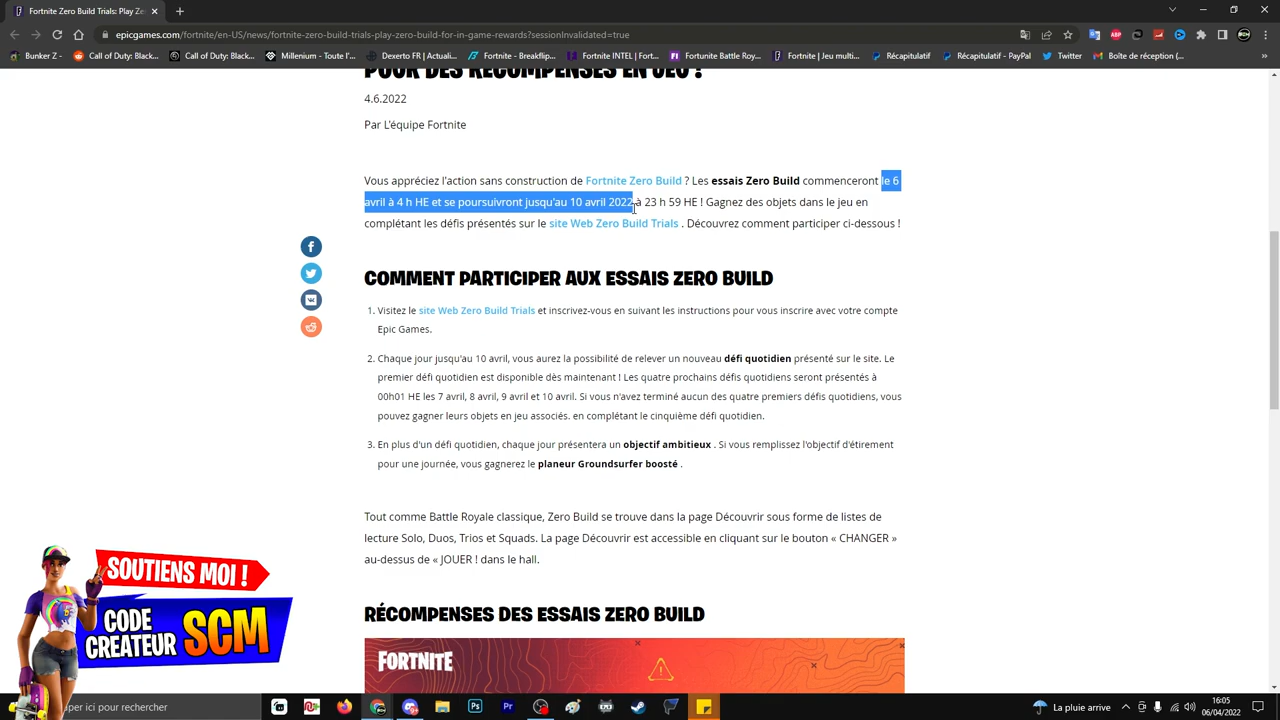 Fortnite Zero Build Trials: Play Ze
epicgames.com/fortnite/en-US/news/fortnite-zero-build-trials-play-zero-build-for-in-game-rewards?sessionInvalidated=true
Bunker Z - Call of Duty: Black... Call of Duty: Black... Millenium - Toute l'... Dexerto FR | Actuali... Fortnite - Breakflip... Fortnite INTEL | Fort... Fortunite Battle Roy... Fortnite | Jeu multi... Récapitulatif Récapitulatif - PayPal Twitter Boîte de réception (... »
POUR DES RÉCOMPENSES EN JEU !
4.6.2022
Par L'équipe Fortnite
Vous appréciez l'action sans construction de Fortnite Zero Build ? Les essais Zero Build commenceront le 6
avril à 4 h HE et se poursuivront jusqu'au 10 avril 2022 à 23 h 59 HE ! Gagnez des objets dans le jeu en
complétant les défis présentés sur le site Web Zero Build Trials . Découvrez comment participer ci-dessous !
COMMENT PARTICIPER AUX ESSAIS ZERO BUILD
1. Visitez le site Web Zero Build Trials et inscrivez-vous en suivant les instructions pour vous inscrire avec votre compte
Epic Games.
2. Chaque jour jusqu'au 10 avril, vous aurez la possibilité de relever un nouveau défi quotidien présenté sur le site. Le
premier défi quotidien est disponible dès maintenant ! Les quatre prochains défis quotidiens seront présentés à
00h01 HE les 7 avril, 8 avril, 9 avril et 10 avril. Si vous n'avez terminé aucun des quatre premiers défis quotidiens, vous
pouvez gagner leurs objets en jeu associés. en complétant le cinquième défi quotidien.
3. En plus d'un défi quotidien, chaque jour présentera un objectif ambitieux . Si vous remplissez l'objectif d'étirement
pour une journée, vous gagnerez le planeur Groundsurfer boosté .
Tout comme Battle Royale classique, Zero Build se trouve dans la page Découvrir sous forme de listes de
lecture Solo, Duos, Trios et Squads. La page Découvrir est accessible en cliquant sur le bouton « CHANGER »
au-dessus de « JOUER ! dans le hall.
SOUTIENS MOI !
CODE
CRÉATEUR SCM
RÉCOMPENSES DES ESSAIS ZERO BUILD
FORTNITE
aper ici pour rechercher
La pluie arrive
16:05
06/04/2022